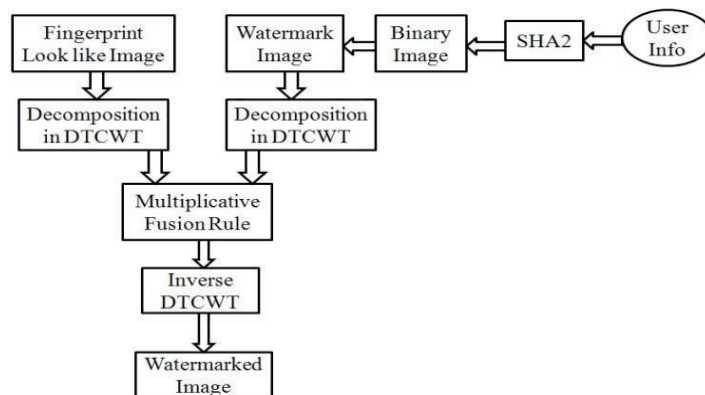 Fingerprint
Look like Image
Watermark
Image
Binary
Image
SHA2
User
Info
Decomposition
in DTCWT
Decomposition
in DTCWT
Multiplicative
Fusion Rule
Inverse
DTCWT
Watermarked
Image